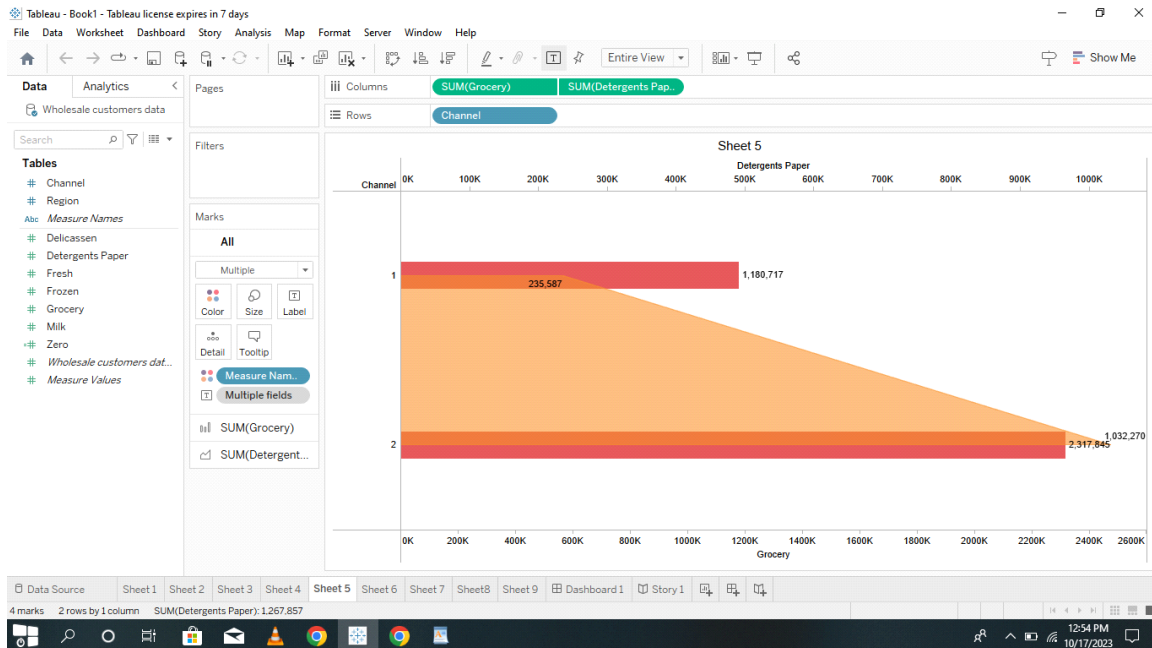 Tableau - Book1 - Tableau license expires in 7 days
File Data Worksheet Dashboard Story Analysis Map Format Server Window Help
Entire View
Show Me
Data Analytics
Wholesale customers data
Search
Tables
# Channel
# Region
Abc Measure Names
# Delicassen
# Detergents Paper
# Fresh
# Frozen
# Grocery
# Milk
# Zero
# Wholesale customers dat...
# Measure Values
Pages
Filters
Marks
All
Multiple
Color Size Label
Detail Tooltip
Measure Nam..
Multiple fields
SUM(Grocery)
SUM(Detergent...
Columns SUM(Grocery) SUM(Detergents Pap..
Rows Channel
Sheet 5
Detergents Paper
Channel 0K 100K 200K 300K 400K 500K 600K 700K 800K 900K 1000K
1 1,180,717
235,587
1,032,270
2 2,317,845
0K 200K 400K 600K 800K 1000K 1200K 1400K 1600K 1800K 2000K 2200K 2400K 2600K
Grocery
Data Source Sheet 1 Sheet 2 Sheet 3 Sheet 4 Sheet 5 Sheet 6 Sheet 7 Sheet8 Sheet 9 Dashboard 1 Story 1
4 marks 2 rows by 1 column SUM(Detergents Paper): 1,267,857
12:54 PM
10/17/2023